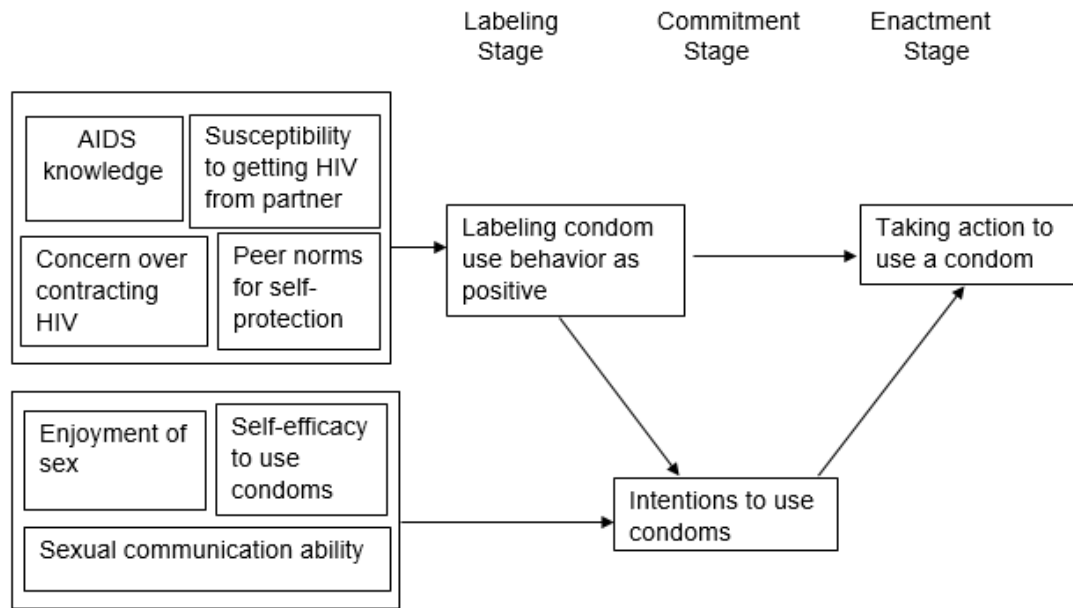 Labeling
Stage
Commitment
Stage
Enactment
Stage
AIDS
knowledge
Susceptibility
to getting HIV
from partner
Concern over
contracting
HIV
Peer norms
for self-
protection
Labeling condom
use behavior as
positive
Taking action to
use a condom
Enjoyment of
sex
Self-efficacy
to use
condoms
Sexual communication ability
Intentions to use
condoms